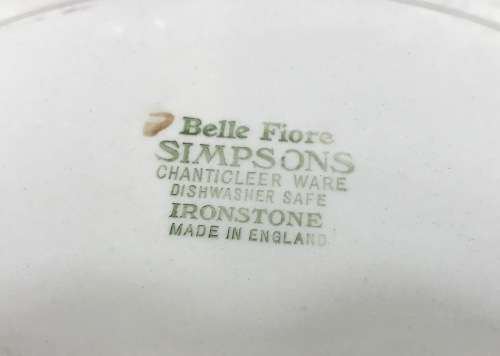 Belle Fiore
SIMPSONS
CHANTICLEER WARE
DISHWASHER SAFE
IRONSTONE
MADE IN ENGLAND